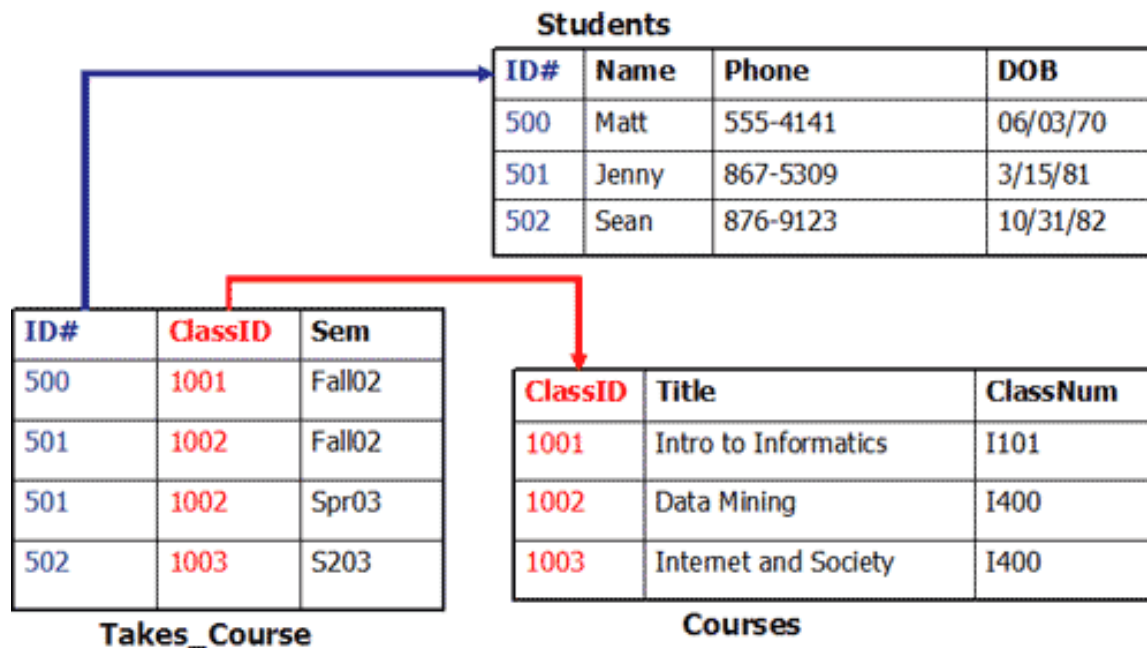 Students
ID# Name Phone DOB
500 Matt 555-4141 06/03/70
501 Jenny 867-5309 3/15/81
502 Sean 876-9123 10/31/82
ID# ClassID Sem
500 1001 Fall02
501 1002 Fall02
501 1002 Spr03
502 1003 S203
Takes_Course
ClassID Title ClassNum
1001 Intro to Informatics I101
1002 Data Mining I400
1003 Internet and Society I400
Courses